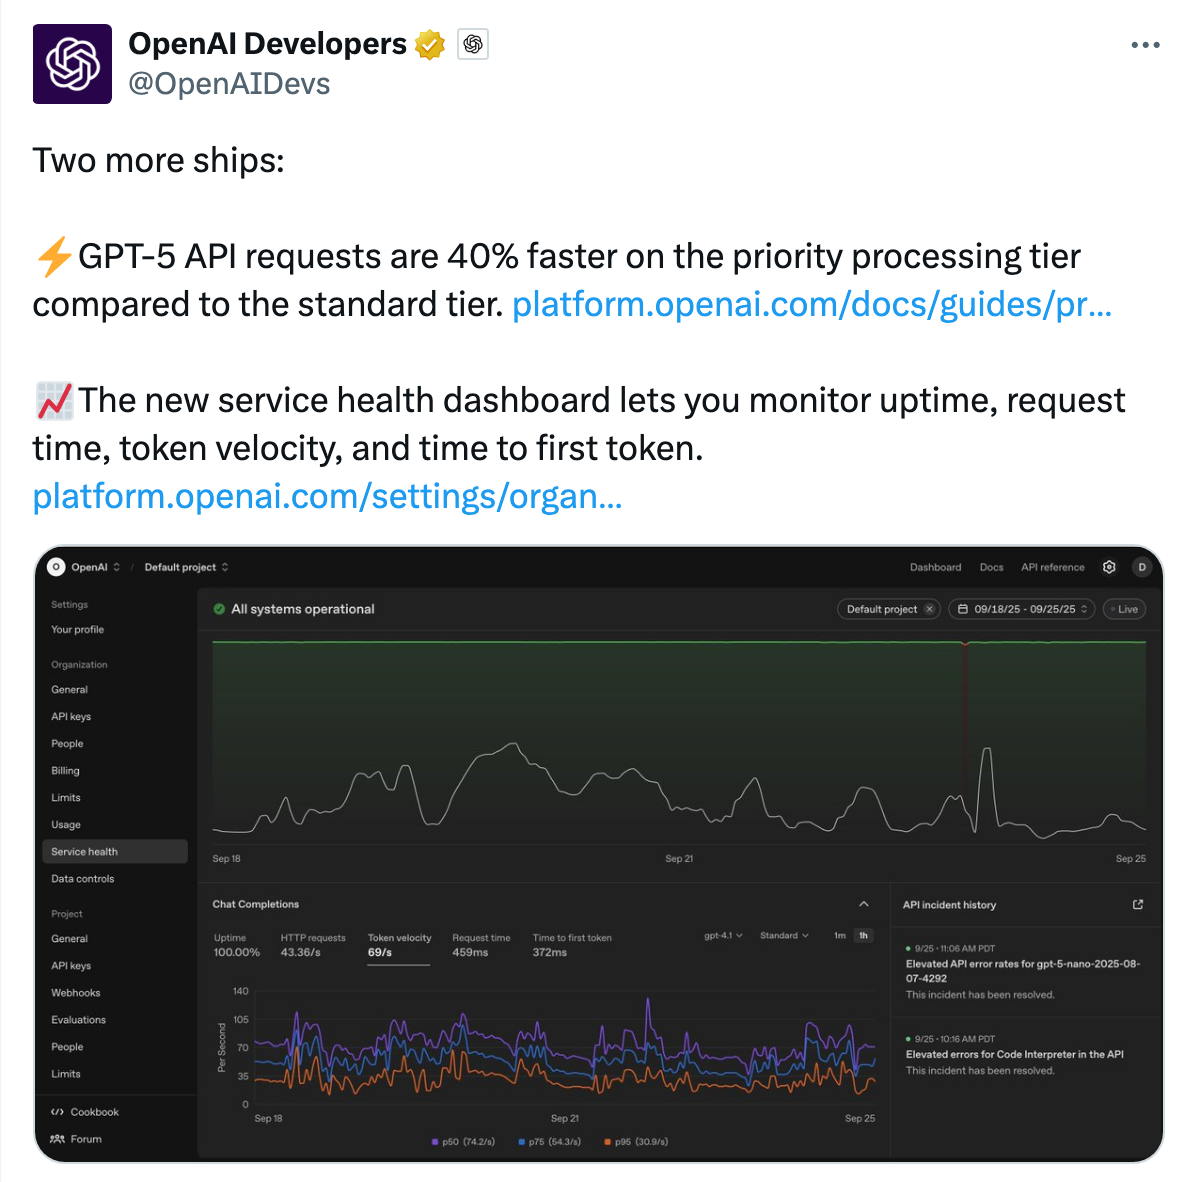 OpenAI Developers
@OpenAIDevs
Two more ships:
⚡GPT-5 API requests are 40% faster on the priority processing tier
compared to the standard tier. platform.openai.com/docs/guides/pr…
📈The new service health dashboard lets you monitor uptime, request
time, token velocity, and time to first token.
platform.openai.com/settings/organ…
O OpenAI / Default project
Dashboard Docs API reference D
Settings
Your profile
Organization
General
API keys
People
Billing
Limits
Usage
Service health
Data controls
Project
General
API keys
Webhooks
Evaluations
People
Limits
Cookbook
Forum
All systems operational
Default project × 09/18/25 - 09/25/25 Live
Sep 18 Sep 21 Sep 25
Chat Completions
Uptime HTTP requests Token velocity Request time Time to first token
100.00% 43.36/s 69/s 459ms 372ms
gpt-4.1 Standard 1m 1h
Per Second
140
105
70
35
0
Sep 18 Sep 21 Sep 25
p50 (74.2/s) p75 (54.3/s) p95 (30.9/s)
API incident history
9/25 - 11:06 AM PDT
Elevated API error rates for gpt-5-nano-2025-08-
07-4292
This incident has been resolved.
9/25 - 10:16 AM PDT
Elevated errors for Code Interpreter in the API
This incident has been resolved.